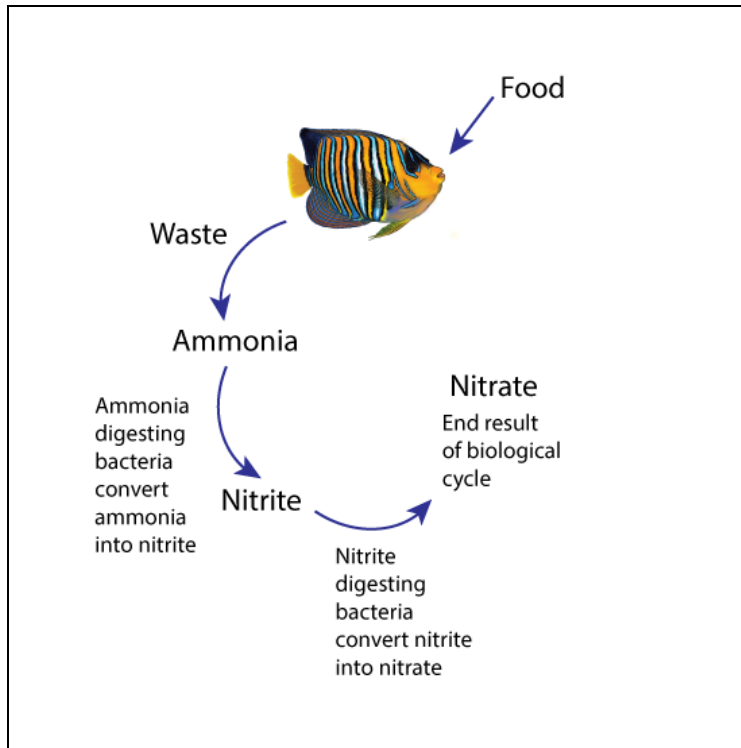 Food
Waste
Ammonia
Ammonia
digesting
bacteria
convert
ammonia
into nitrite
Nitrite
Nitrite
digesting
bacteria
convert nitrite
into nitrate
Nitrate
End result
of biological
cycle